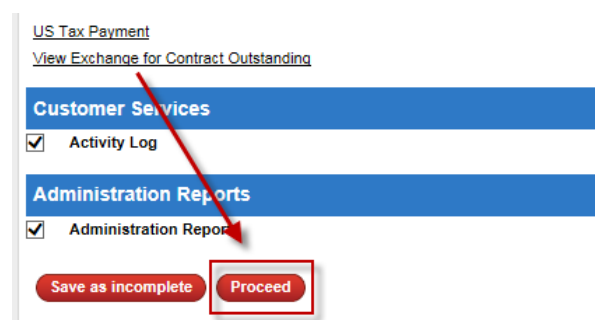 US Tax Payment
View Exchange for Contract Outstanding
Customer Services
Activity Log
Administration Reports
Administration Report
Save as incomplete Proceed